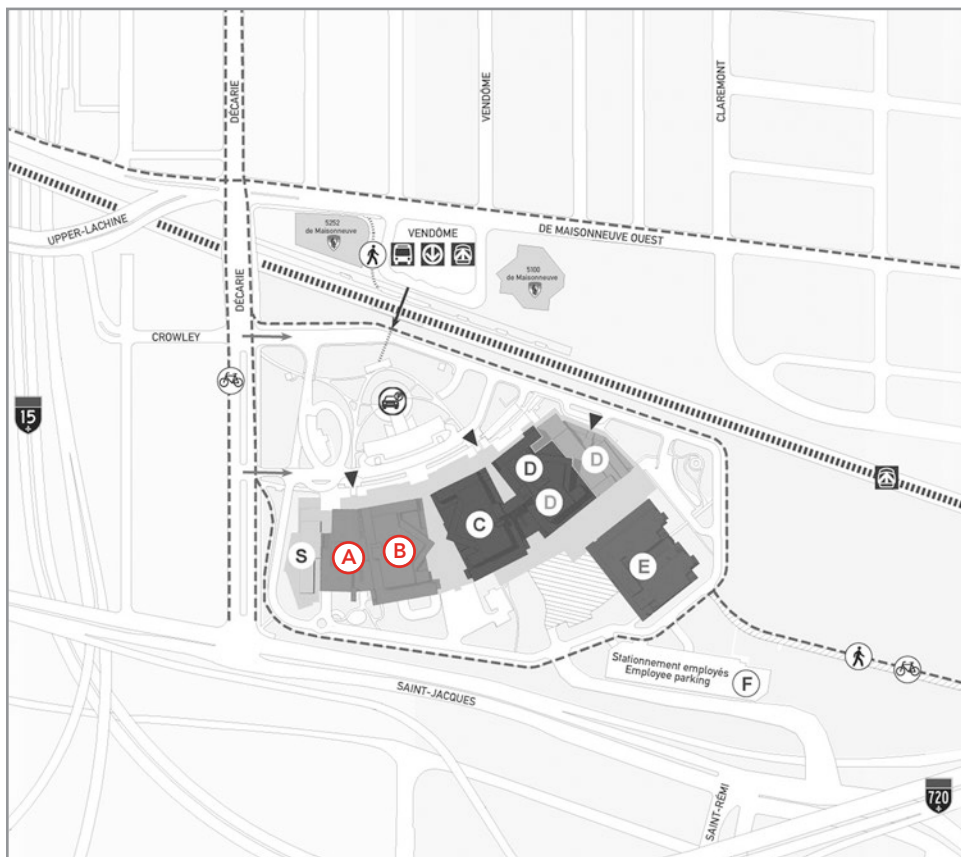 DÉCARIE
VENDÔME
CLAREMONT
UPPER-LACHINE
5252
de Maisonneuve
VENDÔME
DE MAISONNEUVE OUEST
5100
de Maisonneuve
DÉCARIE
CROWLEY
15
D
D
D
C
S
A
B
E
Stationnement employés
Employee parking
F
SAINT-JACQUES
SAINT-RÉMI
720